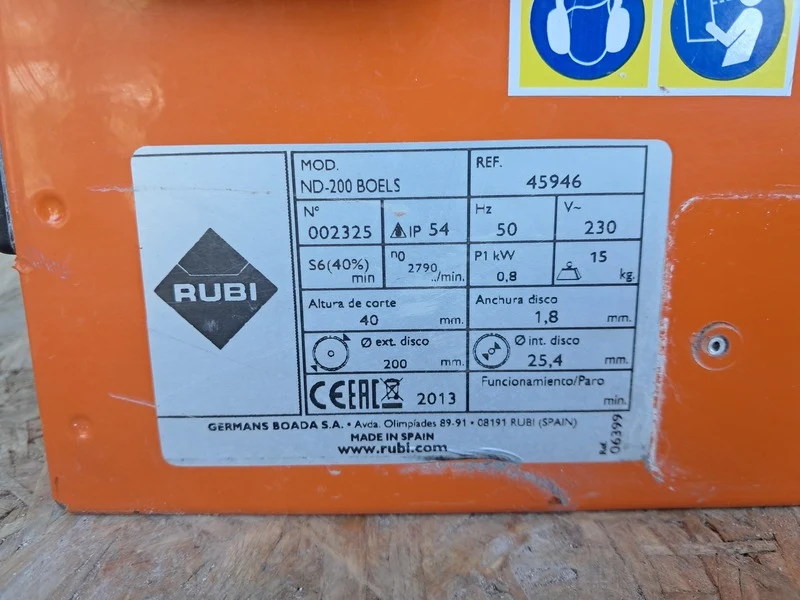 MOD.
ND-200 BOELS
REF.
45946
Nº
002325
IP 54
Hz
50
V~
230
S6(40%)
min
n0
2790
../min.
P1 kW
0,8
15
kg.
Altura de corte
40 mm.
Anchura disco
1,8 mm.
Ø ext. disco
200 mm.
Ø int. disco
25,4 mm.
CE EAC 2013
Funcionamiento/Paro
min.
RUBI
GERMANS BOADA S.A. • Avda. Olimpíades 89-91 • 08191 RUBI (SPAIN)
MADE IN SPAIN
www.rubi.com
Ref. 06399